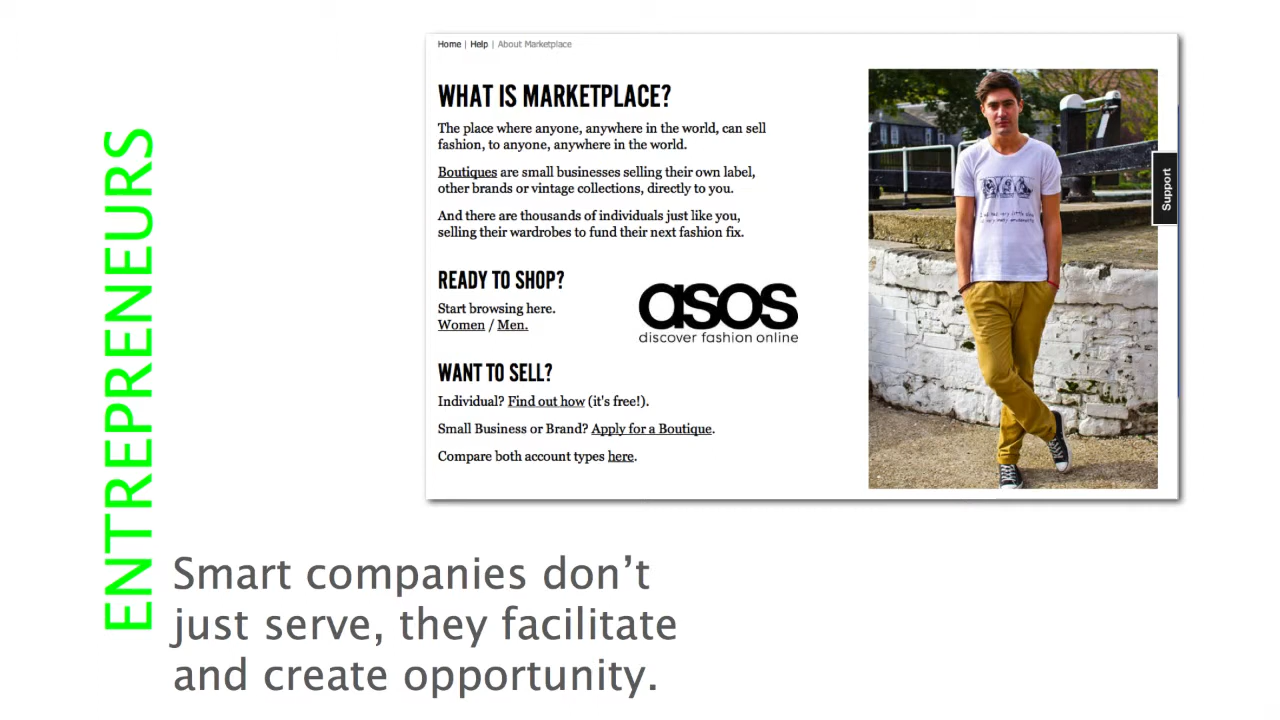 ENTREPRENEURS
Home | Help | About Marketplace
WHAT IS MARKETPLACE?
The place where anyone, anywhere in the world, can sell
fashion, to anyone, anywhere in the world.
Boutiques are small businesses selling their own label,
other brands or vintage collections, directly to you.
And there are thousands of individuals just like you,
selling their wardrobes to fund their next fashion fix.
READY TO SHOP?
Start browsing here.
Women / Men.
asos
discover fashion online
WANT TO SELL?
Individual? Find out how (it's free!).
Small Business or Brand? Apply for a Boutique.
Compare both account types here.
Support
Smart companies don’t
just serve, they facilitate
and create opportunity.